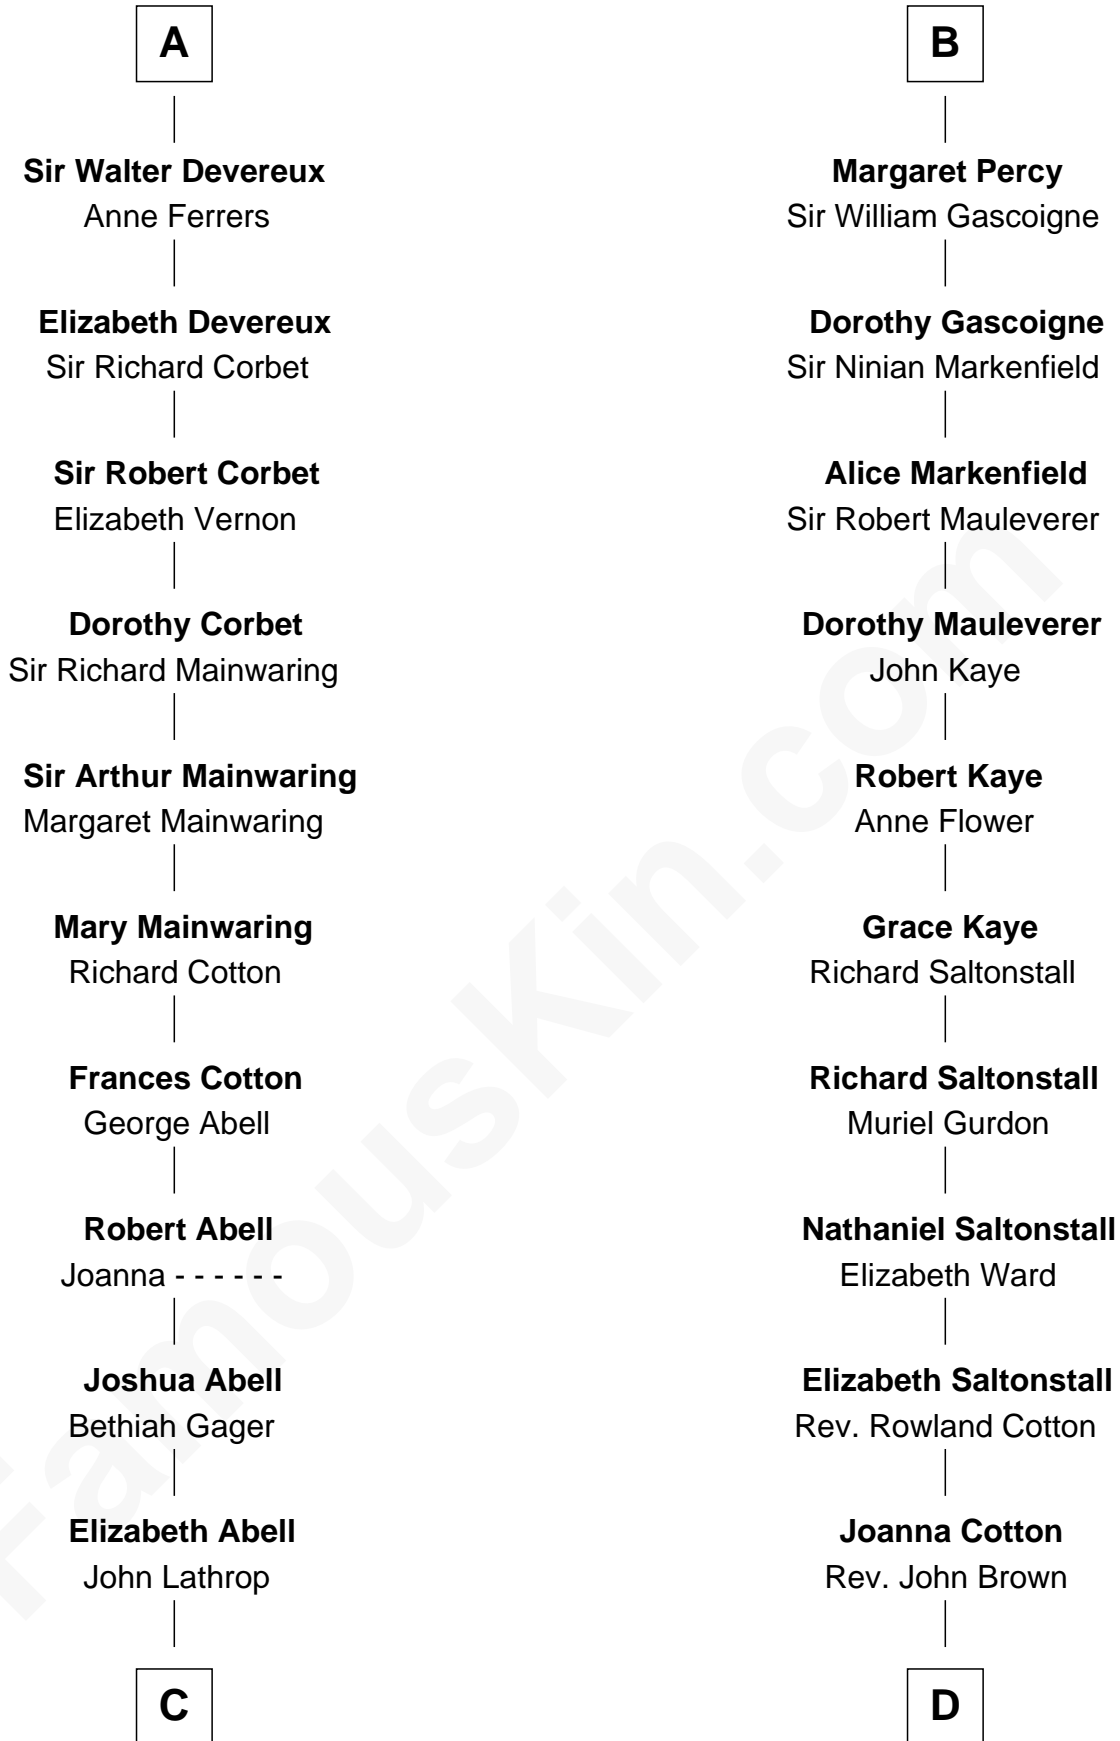 A
Sir Walter Devereux
Anne Ferrers
Elizabeth Devereux
Sir Richard Corbet
Sir Robert Corbet
Elizabeth Vernon
Dorothy Corbet
Sir Richard Mainwaring
Sir Arthur Mainwaring
Margaret Mainwaring
Mary Mainwaring
Richard Cotton
Frances Cotton
George Abell
Robert Abell
Joanna - - - - - -
Joshua Abell
Bethiah Gager
Elizabeth Abell
John Lathrop
C
B
Margaret Percy
Sir William Gascoigne
Dorothy Gascoigne
Sir Ninian Markenfield
Alice Markenfield
Sir Robert Mauleverer
Dorothy Mauleverer
John Kaye
Robert Kaye
Anne Flower
Grace Kaye
Richard Saltonstall
Richard Saltonstall
Muriel Gurdon
Nathaniel Saltonstall
Elizabeth Ward
Elizabeth Saltonstall
Rev. Rowland Cotton
Joanna Cotton
Rev. John Brown
D
FamousKin.com